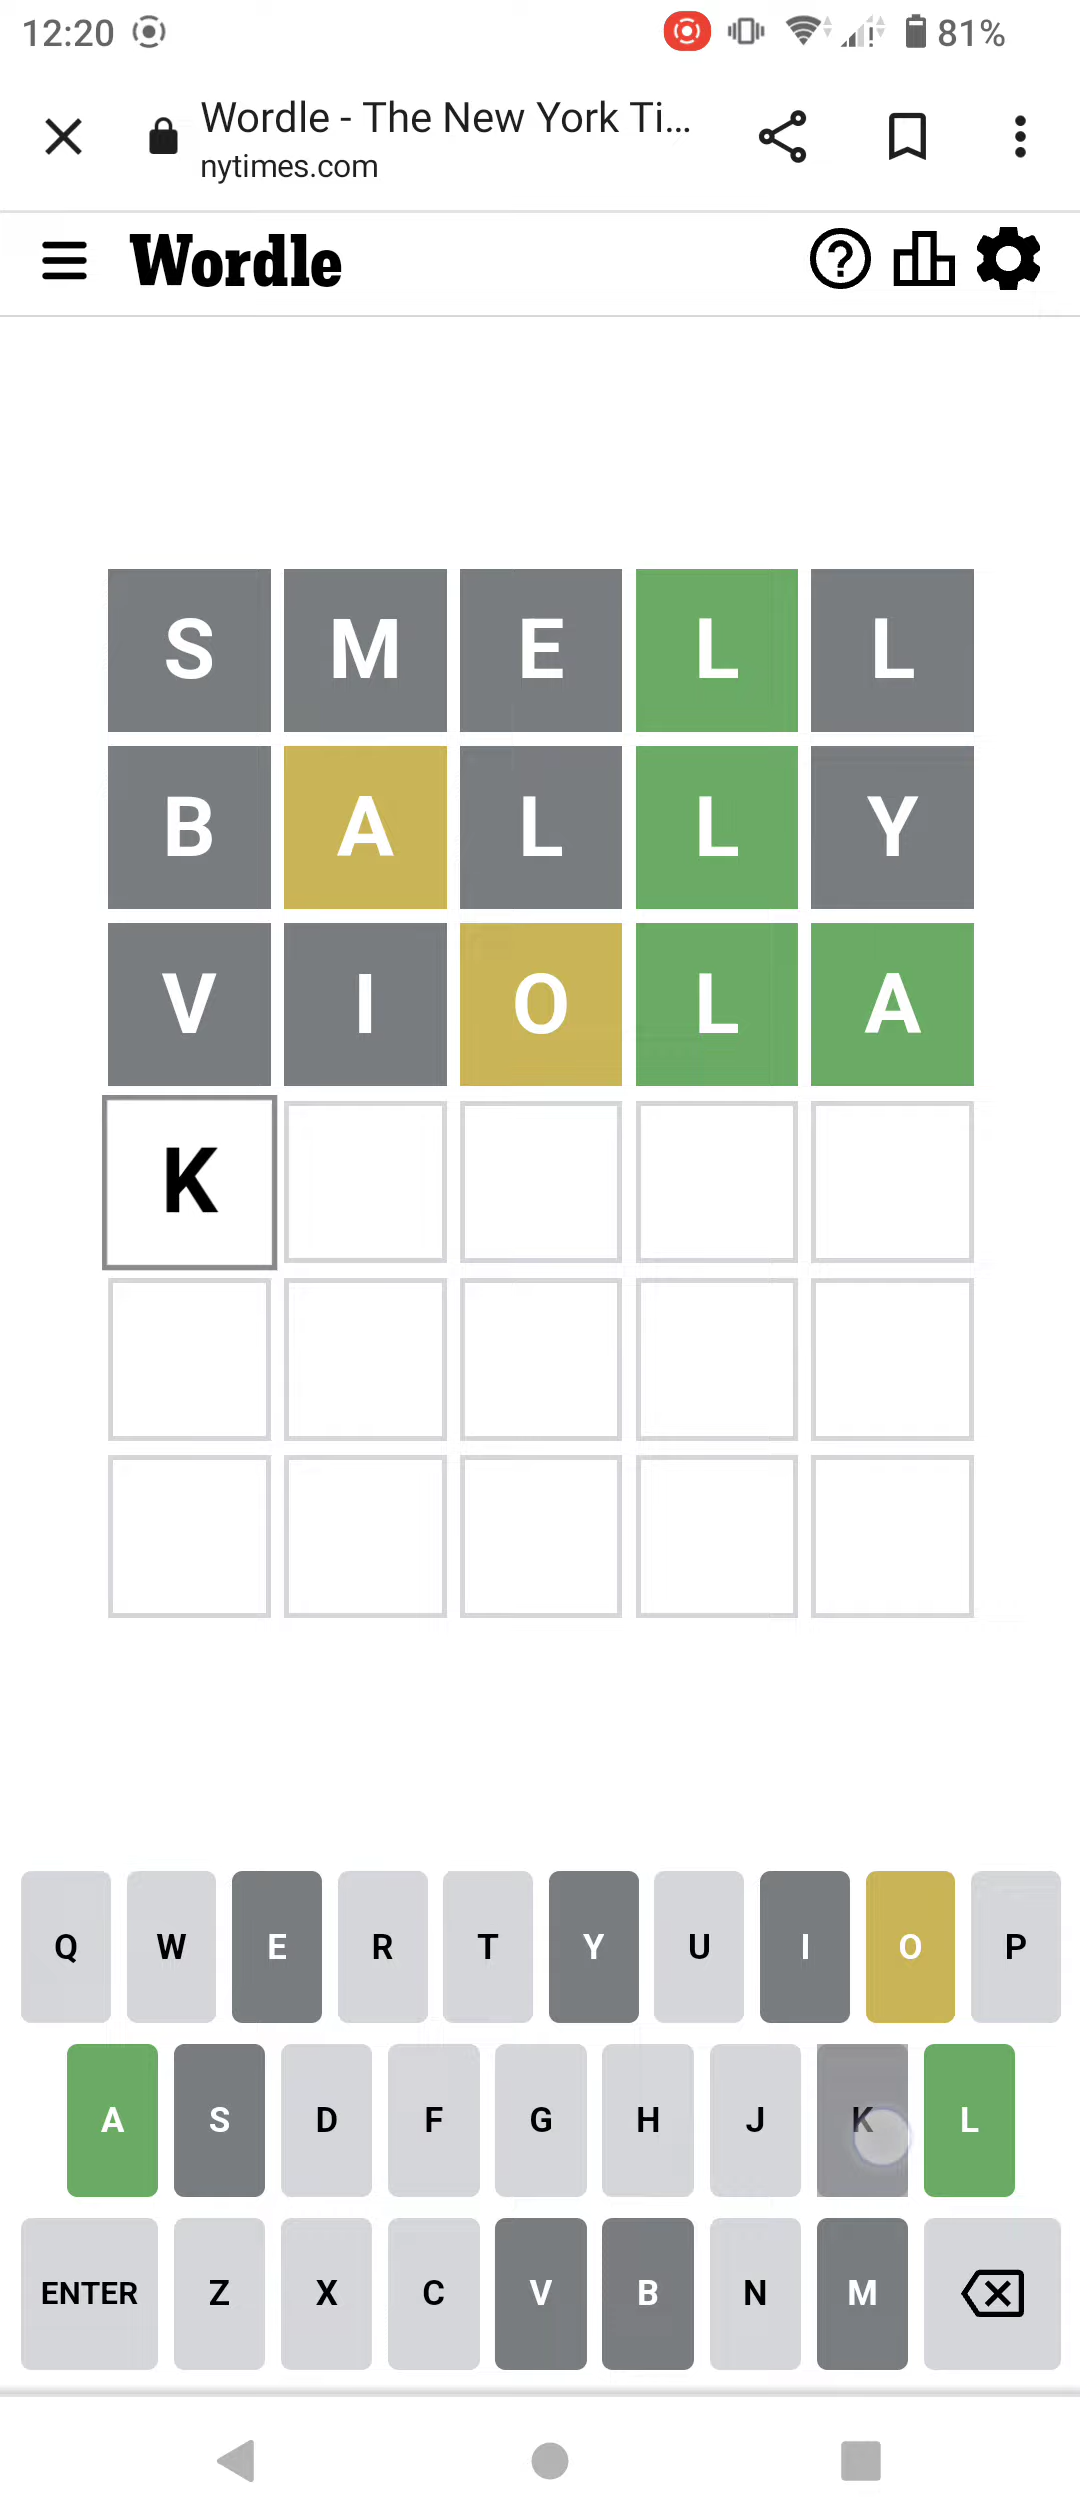 12:20 81%
Wordle - The New York Ti...
nytimes.com
Wordle
S M E L L
B A L L Y
V I O L A
K
Q W E R T Y U I O P
A S D F G H J K L
ENTER Z X C V B N M